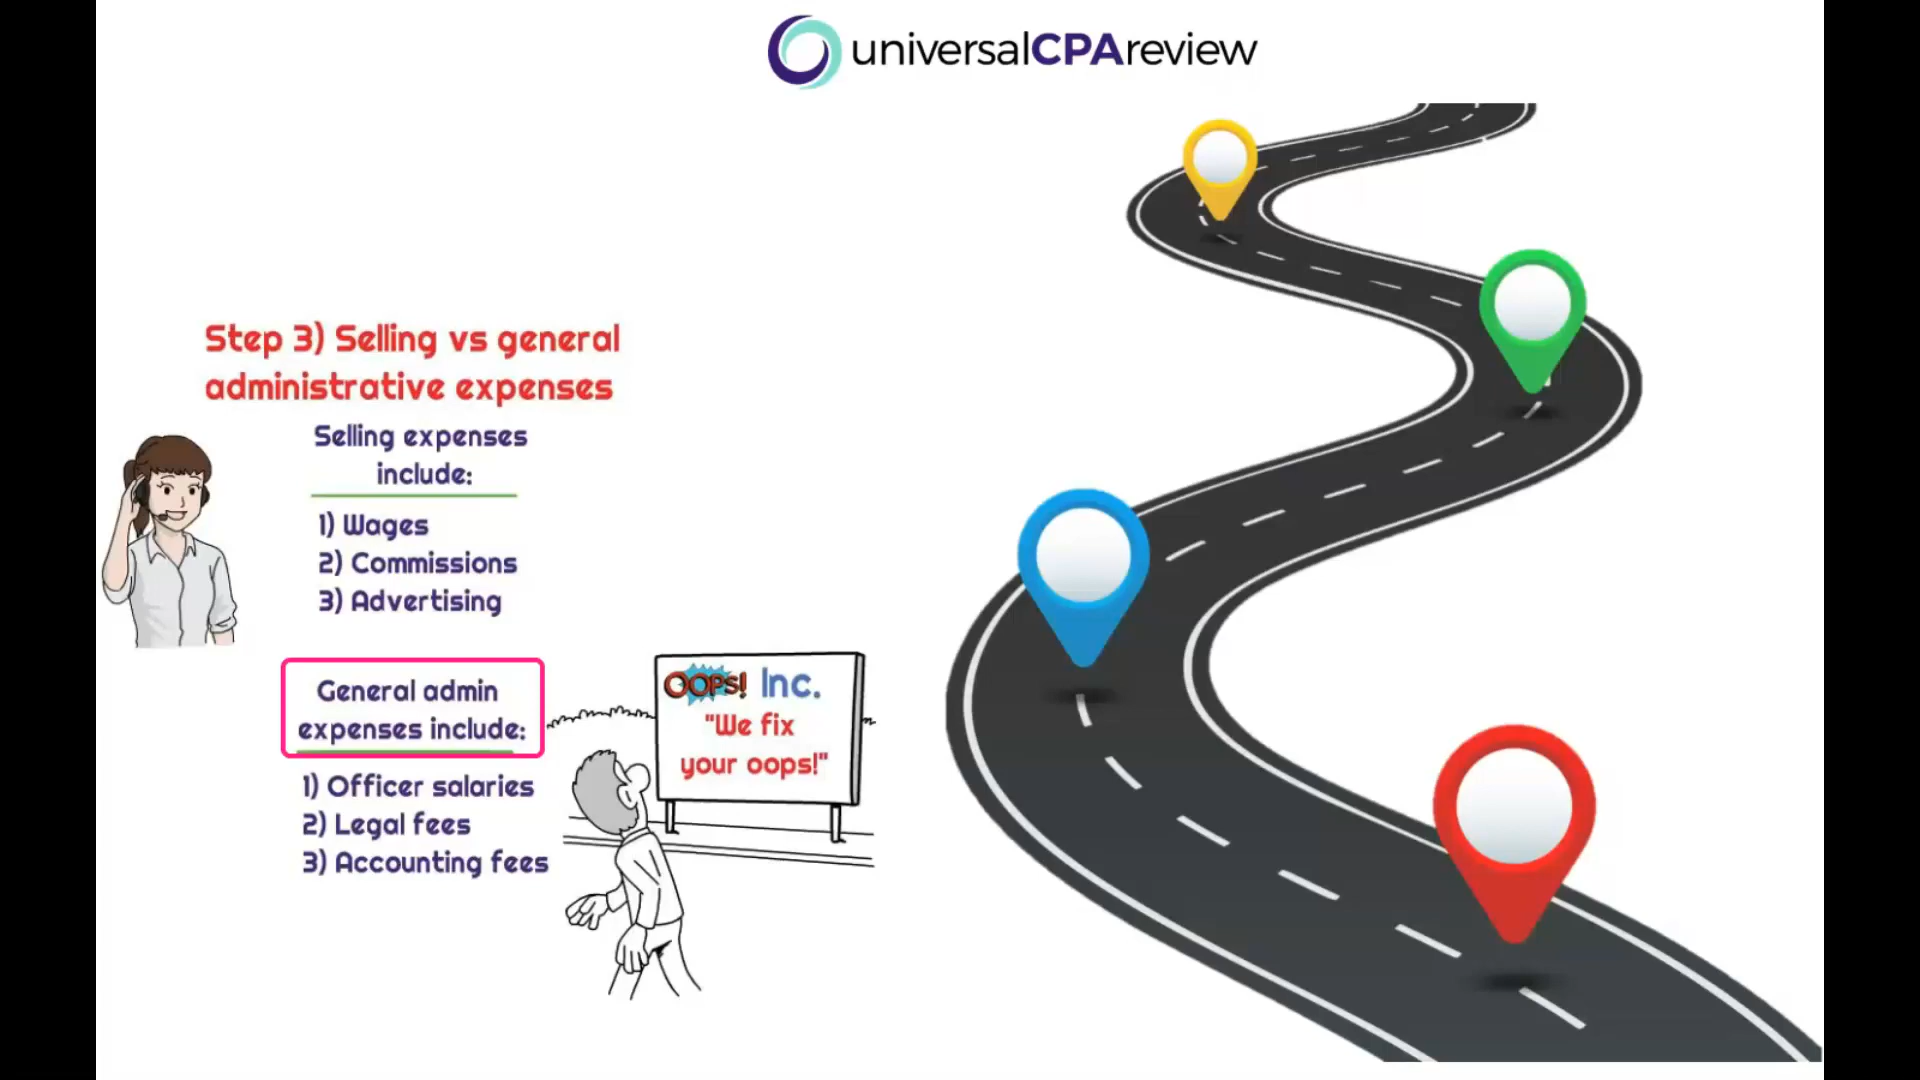 universalCPAreview
Step 3) Selling vs general
administrative expenses
Selling expenses
include:
1) Wages
2) Commissions
3) Advertising
General admin
expenses include:
1) Officer salaries
2) Legal fees
3) Accounting fees
OOPS! Inc.
"We fix
your oops!"